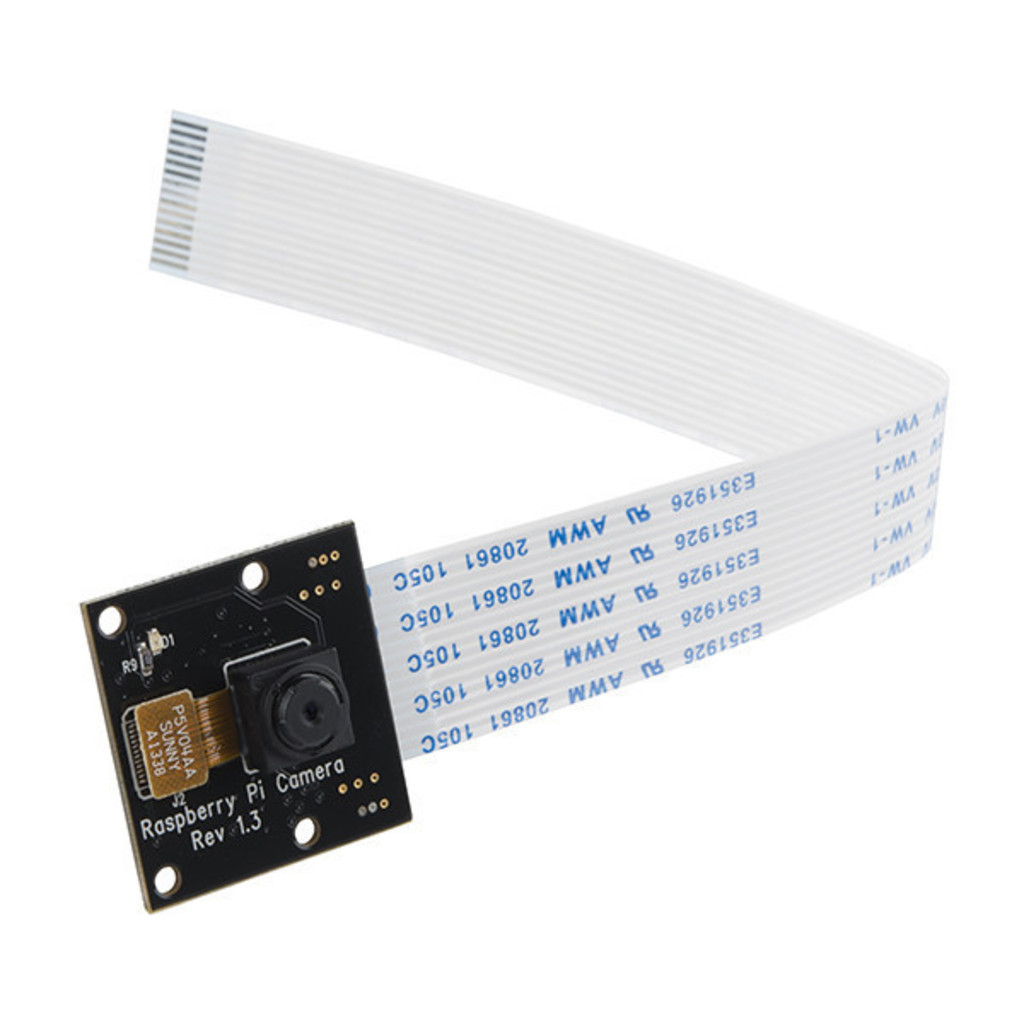 D1
R9
P5V04AA
SUNNY
A1338
J2
Raspberry Pi Camera
Rev 1.3
E351926 AWM 20861 105C
E351926 AWM 20861 105C
E351926 AWM 20861 105C
E351926 AWM 20861 105C
E351926 AWM 20861 105C
VW-1
VW-1
VW-1
VW-1
VW-1